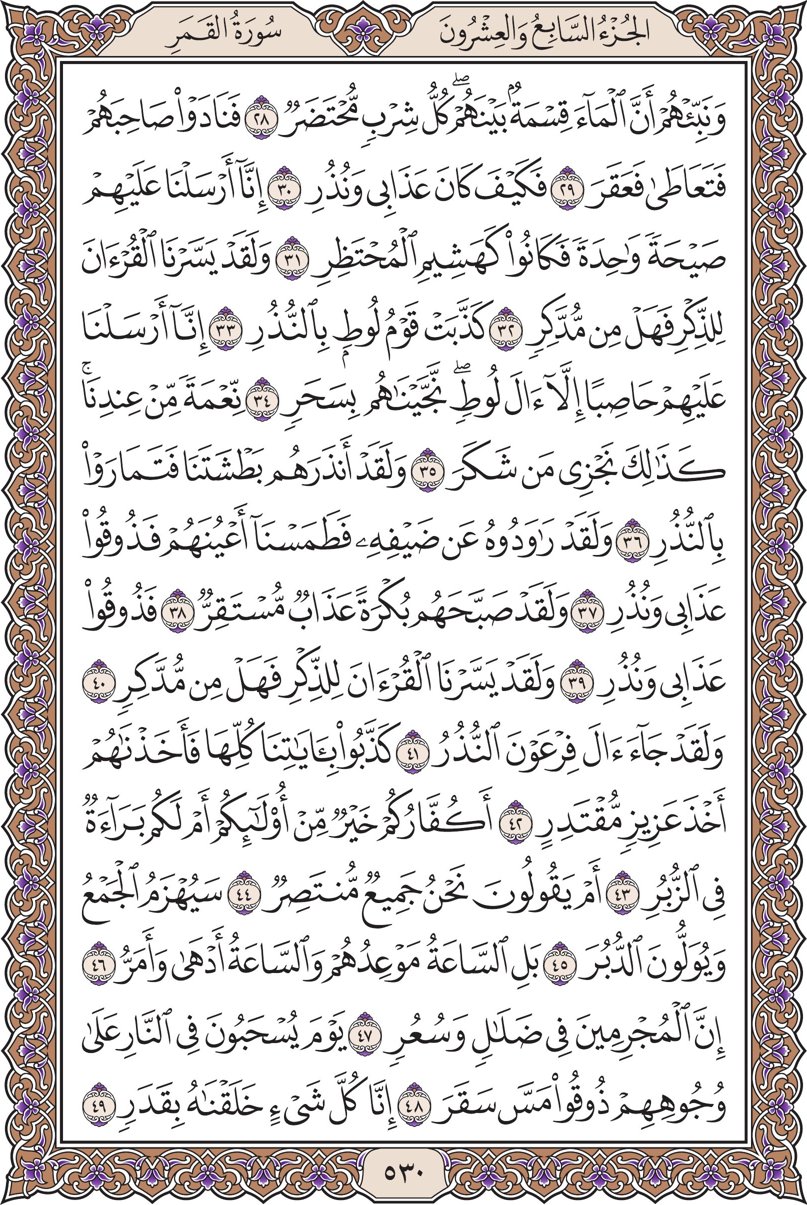 الجُزْءُ السَّابِعُ وَالعِشْرُونَ
سُورَةُ القَمَرِ
وَنَبِّئْهُمْ أَنَّ ٱلْمَآءَ قِسْمَةٌۢ بَيْنَهُمْۖ كُلُّ شِرْبٖ مُّحْتَضَرٞ ٢٨ فَنَادَوْاْ صَاحِبَهُمْ
فَتَعَاطَىٰ فَعَقَرَ ٢٩ فَكَيْفَ كَانَ عَذَابِي وَنُذُرِ ٣٠ إِنَّآ أَرْسَلْنَا عَلَيْهِمْ
صَيْحَةٗ وَٰحِدَةٗ فَكَانُواْ كَهَشِيمِ ٱلْمُحْتَظِرِ ٣١ وَلَقَدْ يَسَّرْنَا ٱلْقُرْءَانَ
لِلذِّكْرِ فَهَلْ مِن مُّدَّكِرٖ ٣٢ كَذَّبَتْ قَوْمُ لُوطِۭ بِٱلنُّذُرِ ٣٣ إِنَّآ أَرْسَلْنَا
عَلَيْهِمْ حَاصِبًا إِلَّآ ءَالَ لُوطٖۖ نَّجَّيْنَٰهُم بِسَحَرٖ ٣٤ نِّعْمَةٗ مِّنْ عِندِنَاۚ
كَذَٰلِكَ نَجْزِي مَن شَكَرَ ٣٥ وَلَقَدْ أَنذَرَهُم بَطْشَتَنَا فَتَمَارَوْاْ
بِٱلنُّذُرِ ٣٦ وَلَقَدْ رَٰوَدُوهُ عَن ضَيْفِهِۦ فَطَمَسْنَآ أَعْيُنَهُمْ فَذُوقُواْ
عَذَابِي وَنُذُرِ ٣٧ وَلَقَدْ صَبَّحَهُم بُكْرَةً عَذَابٞ مُّسْتَقِرّٞ ٣٨ فَذُوقُواْ
عَذَابِي وَنُذُرِ ٣٩ وَلَقَدْ يَسَّرْنَا ٱلْقُرْءَانَ لِلذِّكْرِ فَهَلْ مِن مُّدَّكِرٖ ٤٠
وَلَقَدْ جَآءَ ءَالَ فِرْعَوْنَ ٱلنُّذُرُ ٤١ كَذَّبُواْ بِـَٔايَٰتِنَا كُلِّهَا فَأَخَذْنَٰهُمْ
أَخْذَ عَزِيزٖ مُّقْتَدِرٍ ٤٢ أَكُفَّارُكُمْ خَيْرٞ مِّنْ أُوْلَٰٓئِكُمْ أَمْ لَكُم بَرَآءَةٞ
فِي ٱلزُّبُرِ ٤٣ أَمْ يَقُولُونَ نَحْنُ جَمِيعٞ مُّنتَصِرٞ ٤٤ سَيُهْزَمُ ٱلْجَمْعُ
وَيُوَلُّونَ ٱلدُّبُرَ ٤٥ بَلِ ٱلسَّاعَةُ مَوْعِدُهُمْ وَٱلسَّاعَةُ أَدْهَىٰ وَأَمَرُّ ٤٦
إِنَّ ٱلْمُجْرِمِينَ فِي ضَلَٰلٖ وَسُعُرٖ ٤٧ يَوْمَ يُسْحَبُونَ فِي ٱلنَّارِ عَلَىٰ
وُجُوهِهِمْ ذُوقُواْ مَسَّ سَقَرَ ٤٨ إِنَّا كُلَّ شَيْءٍ خَلَقْنَٰهُ بِقَدَرٖ ٤٩
٥٣٠